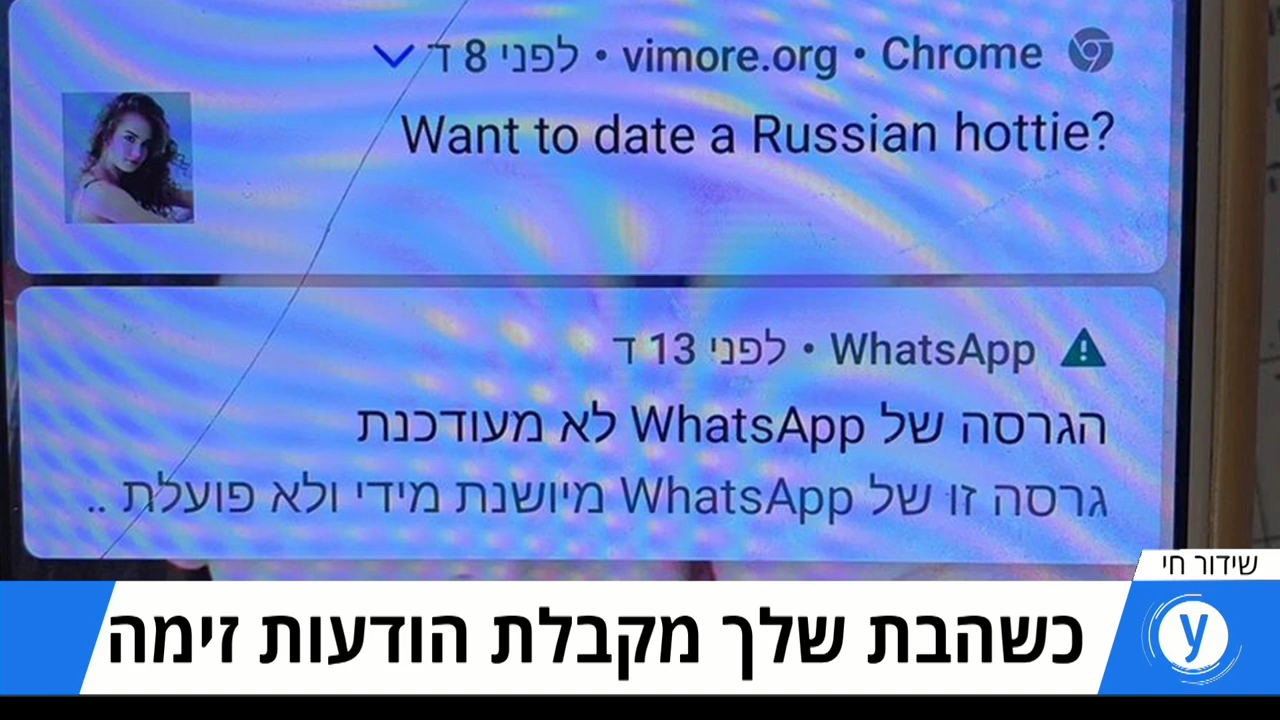 Chrome • vimore.org • לפני 8 ד
Want to date a Russian hottie?
WhatsApp • לפני 13 ד
הגרסה של WhatsApp לא מעודכנת
גרסה זו של WhatsApp מיושנת מידי ולא פועלת ..
שידור חי
כשהבת שלך מקבלת הודעות זימה
y